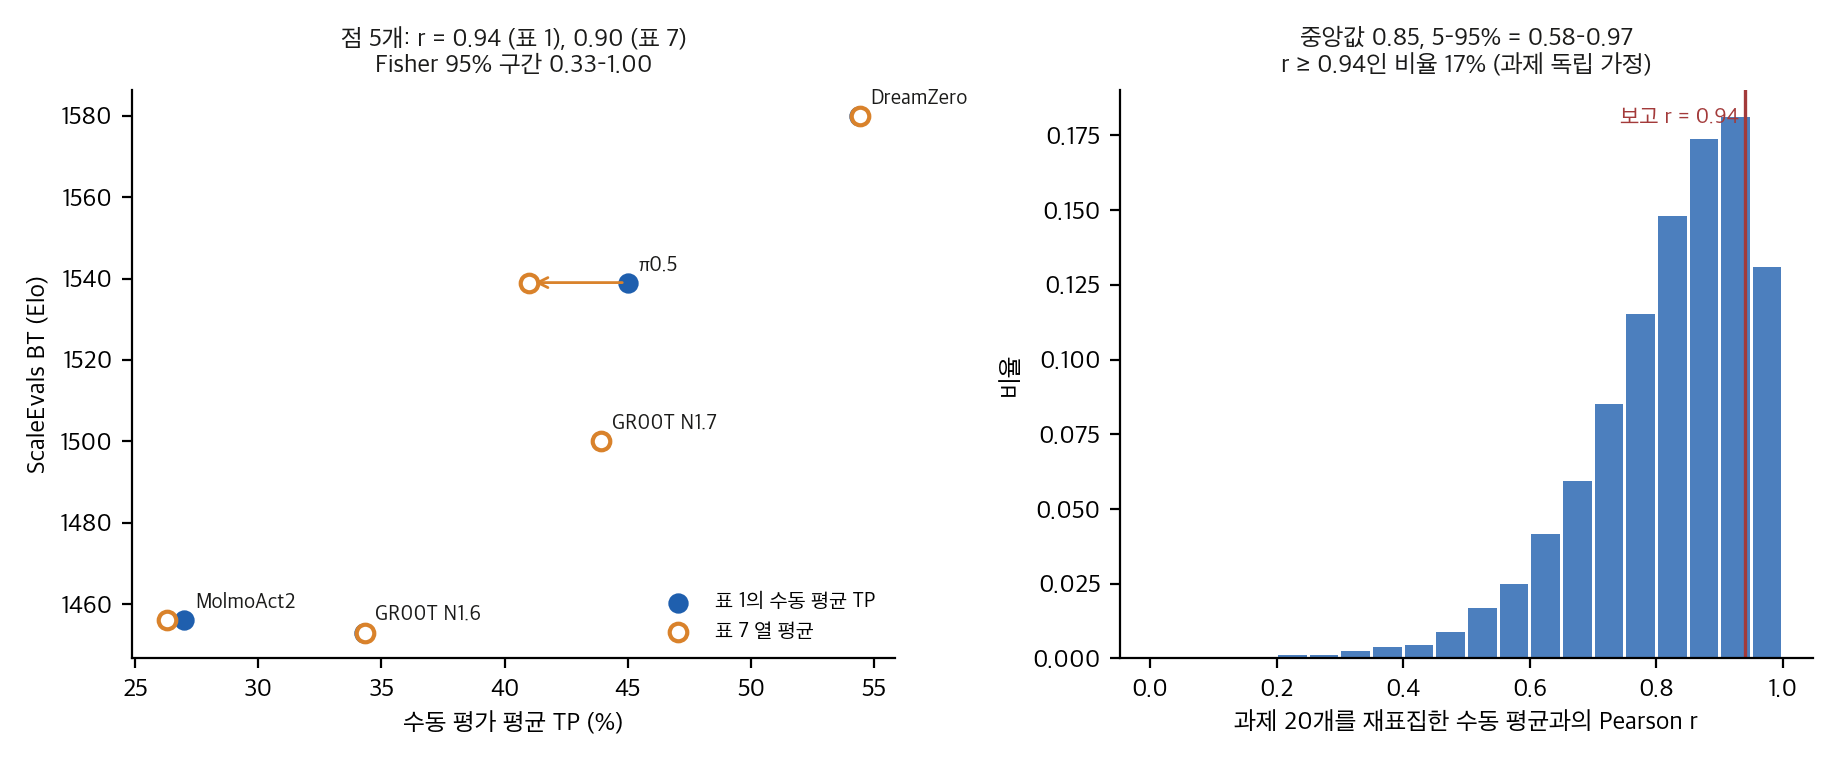 점 5개: r = 0.94 (표 1), 0.90 (표 7)
Fisher 95% 구간 0.33-1.00
ScaleEvals BT (Elo)
1580
1560
1540
1520
1500
1480
1460
DreamZero
π0.5
GR00T N1.7
MolmoAct2
GR00T N1.6
표 1의 수동 평균 TP
표 7 열 평균
25 30 35 40 45 50 55
수동 평가 평균 TP (%)
중앙값 0.85, 5-95% = 0.58-0.97
r ≥ 0.94인 비율 17% (과제 독립 가정)
보고 r = 0.94
비율
0.175
0.150
0.125
0.100
0.075
0.050
0.025
0.000
0.0 0.2 0.4 0.6 0.8 1.0
과제 20개를 재표집한 수동 평균과의 Pearson r